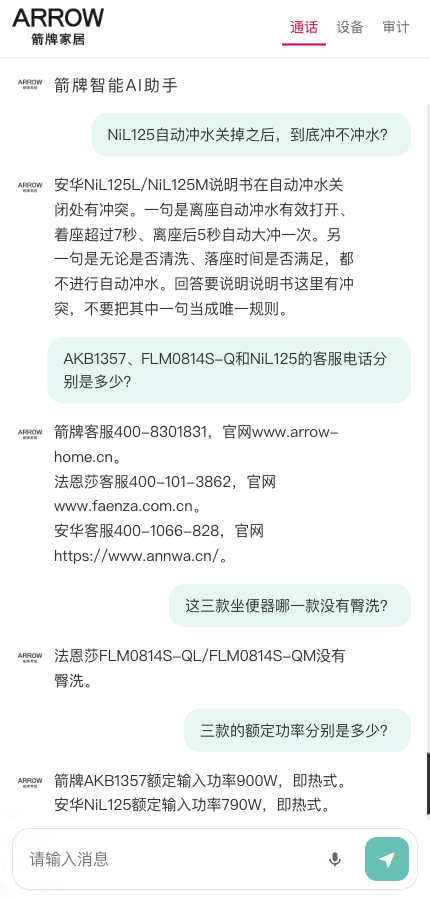 ARROW
箭牌家居
通话 设备 审计
ARROW
箭牌家居
箭牌智能AI助手
NiL125自动冲水关掉之后，到底冲不冲水？
ARROW
箭牌家居
安华NiL125L/NiL125M说明书在自动冲水关
闭处有冲突。一句是离座自动冲水有效打开、
着座超过7秒、离座后5秒自动大冲一次。另
一句是无论是否清洗、落座时间是否满足，都
不进行自动冲水。回答要说明说明书这里有冲
突，不要把其中一句当成唯一规则。
AKB1357、FLM0814S-Q和NiL125的客服电话分
别是多少？
ARROW
箭牌家居
箭牌客服400-8301831，官网www.arrow-
home.cn。
法恩莎客服400-101-3862，官网
www.faenza.com.cn。
安华客服400-1066-828，官网
https://www.annwa.cn/。
这三款坐便器哪一款没有臀洗？
ARROW
箭牌家居
法恩莎FLM0814S-QL/FLM0814S-QM没有
臀洗。
三款的额定功率分别是多少？
ARROW
箭牌家居
箭牌AKB1357额定输入功率900W，即热式。
安华NiL125额定输入功率790W，即热式。
请输入消息